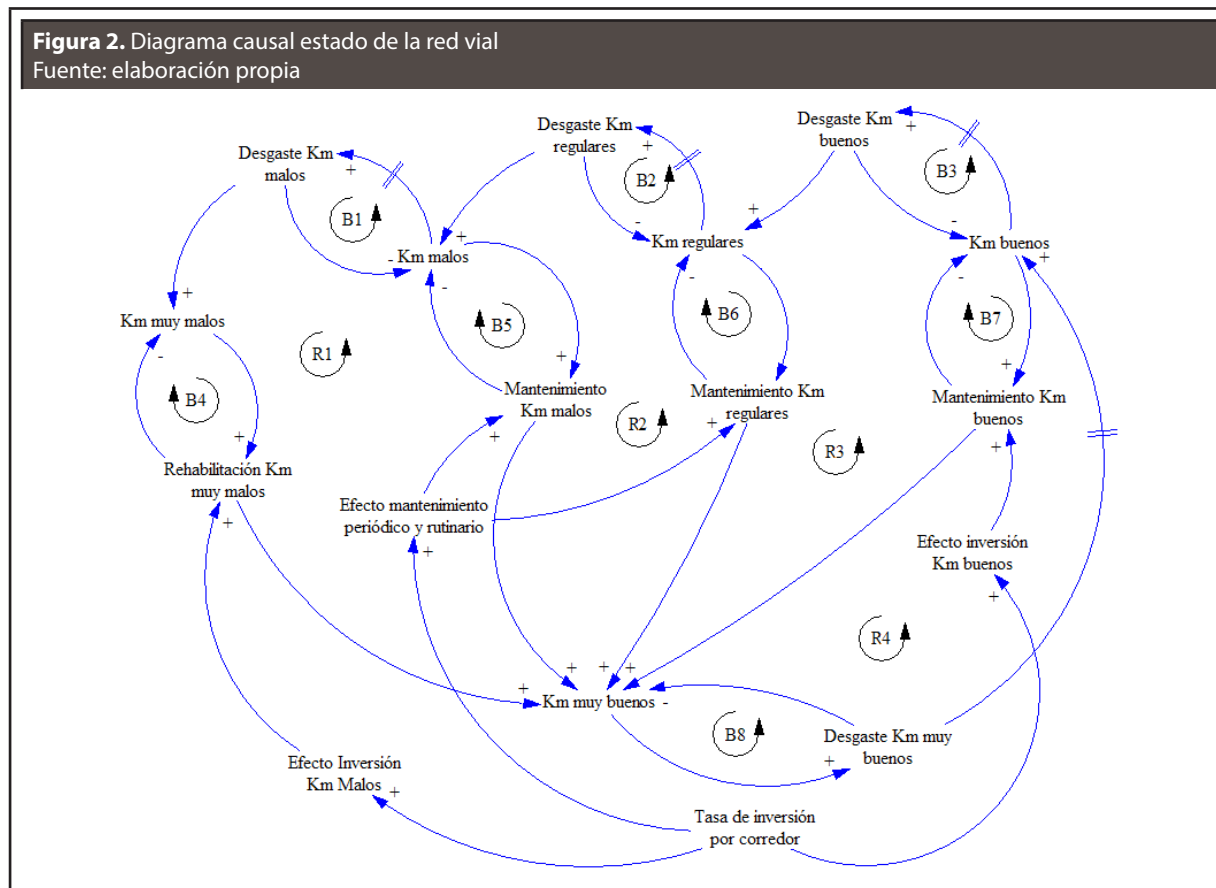 Figura 2. Diagrama causal estado de la red vial
Fuente: elaboración propia
Desgaste Km
malos
+
Desgaste Km
regulares
+
Desgaste Km
buenos
+
B1
B2
B3
-
Km malos
+
-
-
Km regulares
+
-
-
Km buenos
+
-
+
Km muy malos
-
R1
B5
B6
B7
B4
+
Mantenimiento
Km malos
+
R2
Mantenimiento Km
regulares
+
R3
+
Mantenimiento Km
buenos
+
+
Rehabilitación Km
muy malos
+
Efecto mantenimiento
periódico y rutinario
+
Efecto inversión
Km buenos
+
R4
+
+
+
+
Km muy buenos
-
B8
Desgaste Km muy
buenos
+
Efecto Inversión
Km Malos
+
Tasa de inversión
por corredor